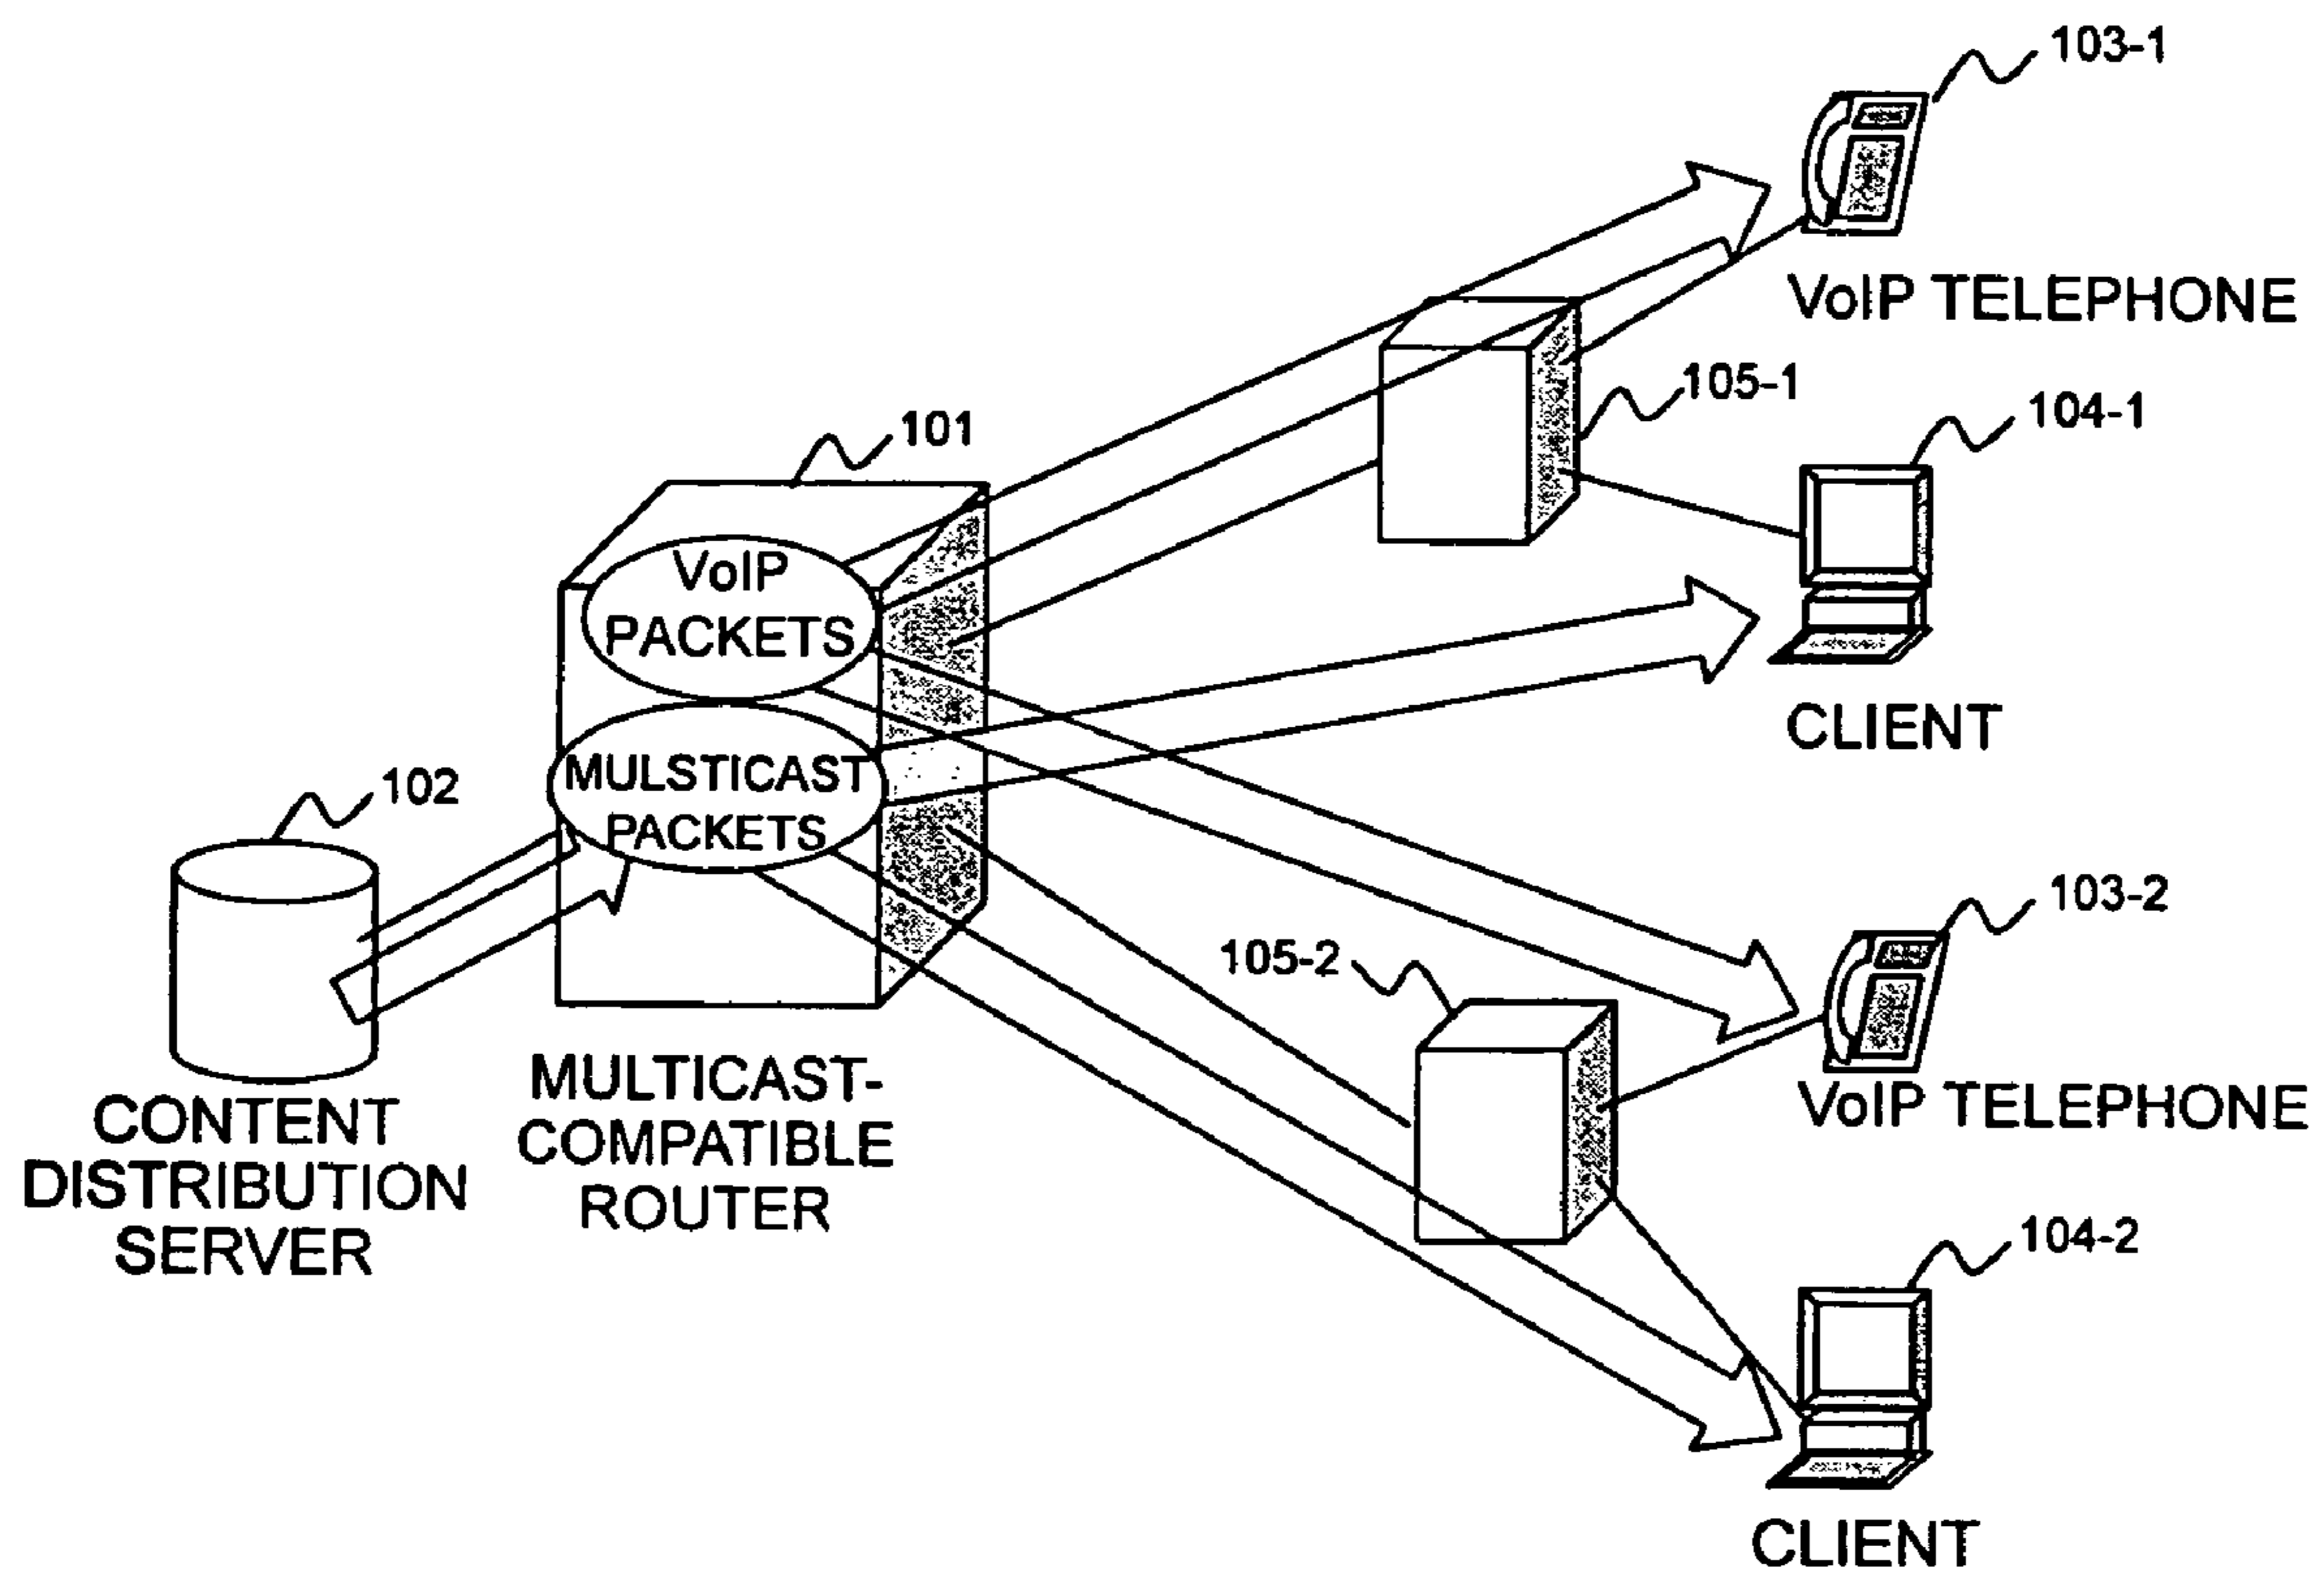 103-1
VoIP TELEPHONE
105-1
104-1
101
VoIP
PACKETS
CLIENT
MULSTICAST
PACKETS
102
103-2
105-2
VoIP TELEPHONE
MULTICAST-
COMPATIBLE
ROUTER
CONTENT
DISTRIBUTION
SERVER
104-2
CLIENT